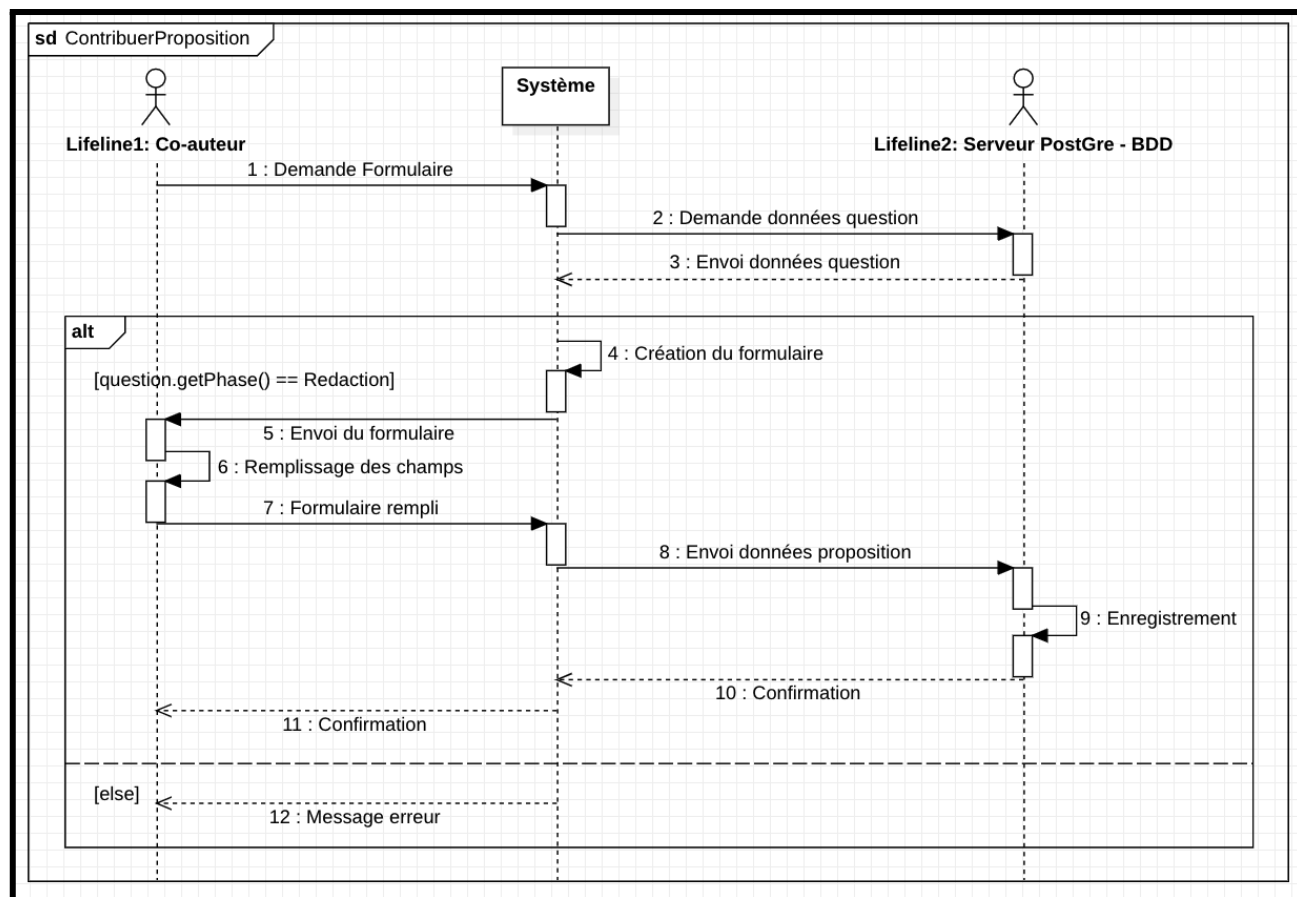 sd ContribuerProposition
Système
Lifeline1: Co-auteur
Lifeline2: Serveur PostGre - BDD
1 : Demande Formulaire
2 : Demande données question
3 : Envoi données question
alt
4 : Création du formulaire
[question.getPhase() == Redaction]
5 : Envoi du formulaire
6 : Remplissage des champs
7 : Formulaire rempli
8 : Envoi données proposition
9 : Enregistrement
10 : Confirmation
11 : Confirmation
[else]
12 : Message erreur